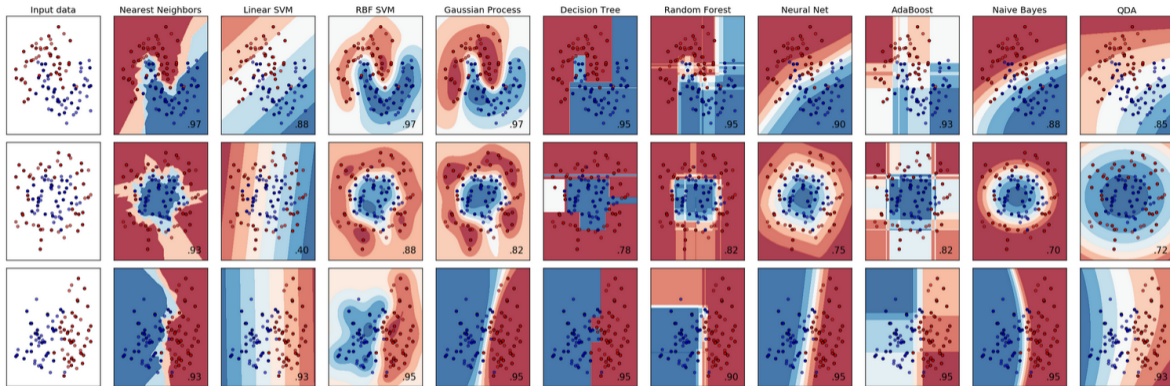 Input data Nearest Neighbors Linear SVM RBF SVM Gaussian Process Decision Tree Random Forest Neural Net AdaBoost Naive Bayes QDA
.97 .88 .97 .97 .95 .95 .90 .93 .88 .85
.93 .40 .88 .82 .78 .82 .75 .82 .70 .72
.93 .93 .95 .95 .95 .90 .95 .95 .95 .93